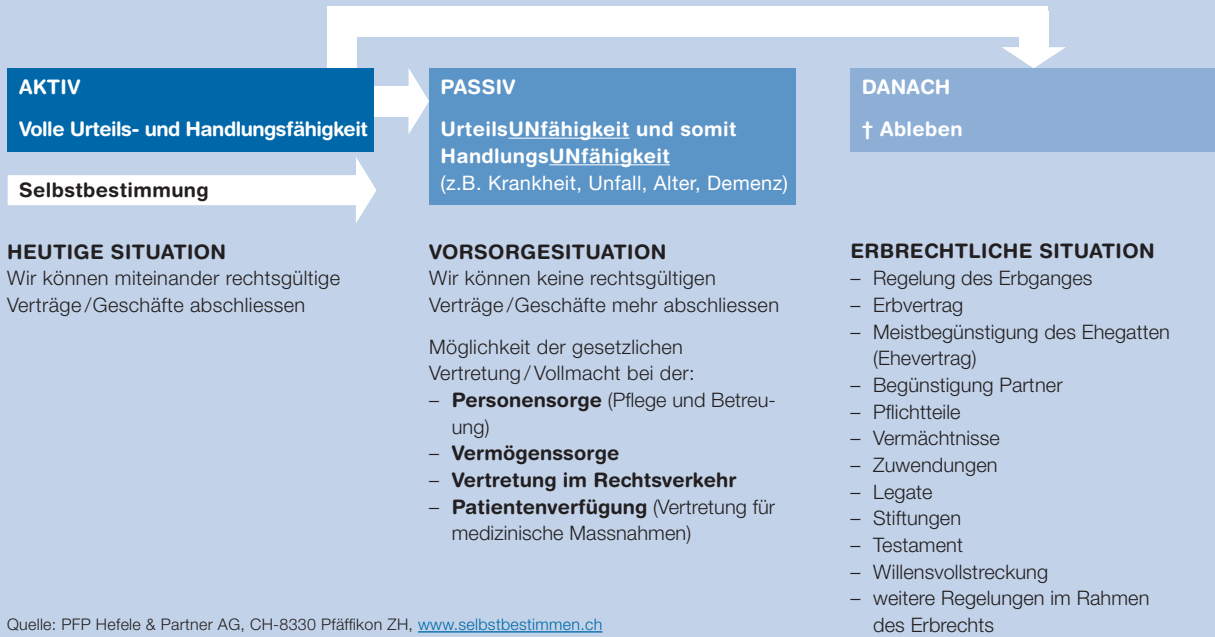 AKTIV
Volle Urteils- und Handlungsfähigkeit
Selbstbestimmung
HEUTIGE SITUATION
Wir können miteinander rechtsgültige
Verträge/Geschäfte abschliessen
PASSIV
UrteilsUNfähigkeit und somit
HandlungsUNfähigkeit
(z.B. Krankheit, Unfall, Alter, Demenz)
VORSORGESITUATION
Wir können keine rechtsgültigen
Verträge/Geschäfte mehr abschliessen
Möglichkeit der gesetzlichen
Vertretung/Vollmacht bei der:
– Personensorge (Pflege und Betreu-
ung)
– Vermögenssorge
– Vertretung im Rechtsverkehr
– Patientenverfügung (Vertretung für
medizinische Massnahmen)
DANACH
† Ableben
ERBRECHTLICHE SITUATION
– Regelung des Erbganges
– Erbvertrag
– Meistbegünstigung des Ehegatten
(Ehevertrag)
– Begünstigung Partner
– Pflichtteile
– Vermächtnisse
– Zuwendungen
– Legate
– Stiftungen
– Testament
– Willensvollstreckung
– weitere Regelungen im Rahmen
des Erbrechts
Quelle: PFP Hefele & Partner AG, CH-8330 Pfäffikon ZH, www.selbstbestimmen.ch